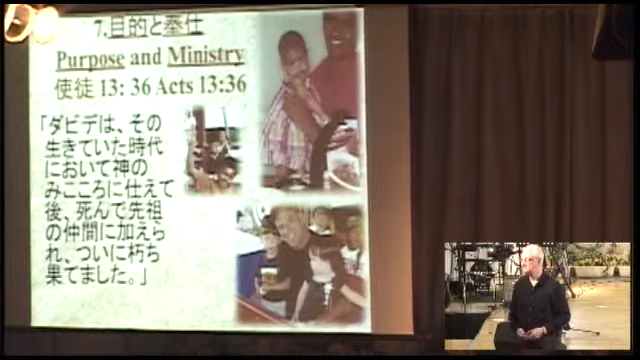 7.目的と奉仕
Purpose and Ministry
使徒 13: 36 Acts 13:36
「ダビデは、その
生きていた時代
において神の
みこころに仕えて
後、死んで先祖
の仲間に加えら
れ、ついに朽ち
果てました。」